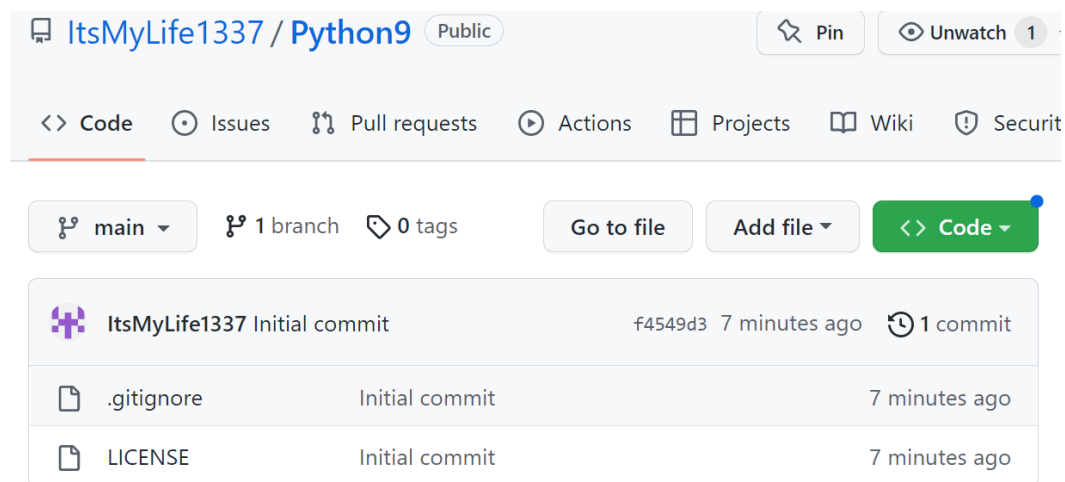 ItsMyLife1337 / Python9 Public Pin Unwatch 1
Code Issues Pull requests Actions Projects Wiki Securit
main 1 branch 0 tags Go to file Add file Code
ItsMyLife1337 Initial commit f4549d3 7 minutes ago 1 commit
.gitignore Initial commit 7 minutes ago
LICENSE Initial commit 7 minutes ago